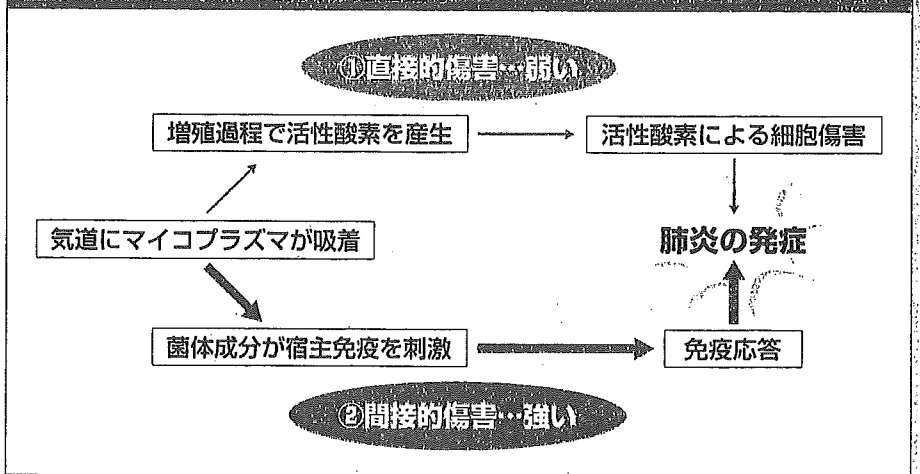 ①直接的傷害…弱い
増殖過程で活性酸素を産生
活性酸素による細胞傷害
気道にマイコプラズマが吸着
肺炎の発症
菌体成分が宿主免疫を刺激
免疫応答
②間接的傷害…強い